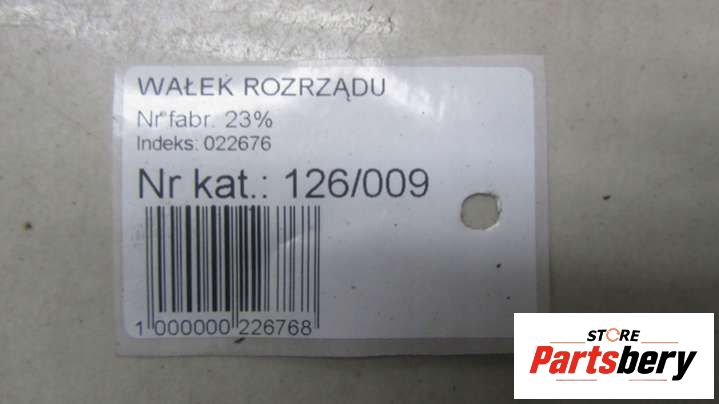 WAŁEK ROZRZĄDU
Nr fabr. 23%
Indeks: 022676
Nr kat.: 126/009
1 000000 226768
STORE
Partsbery